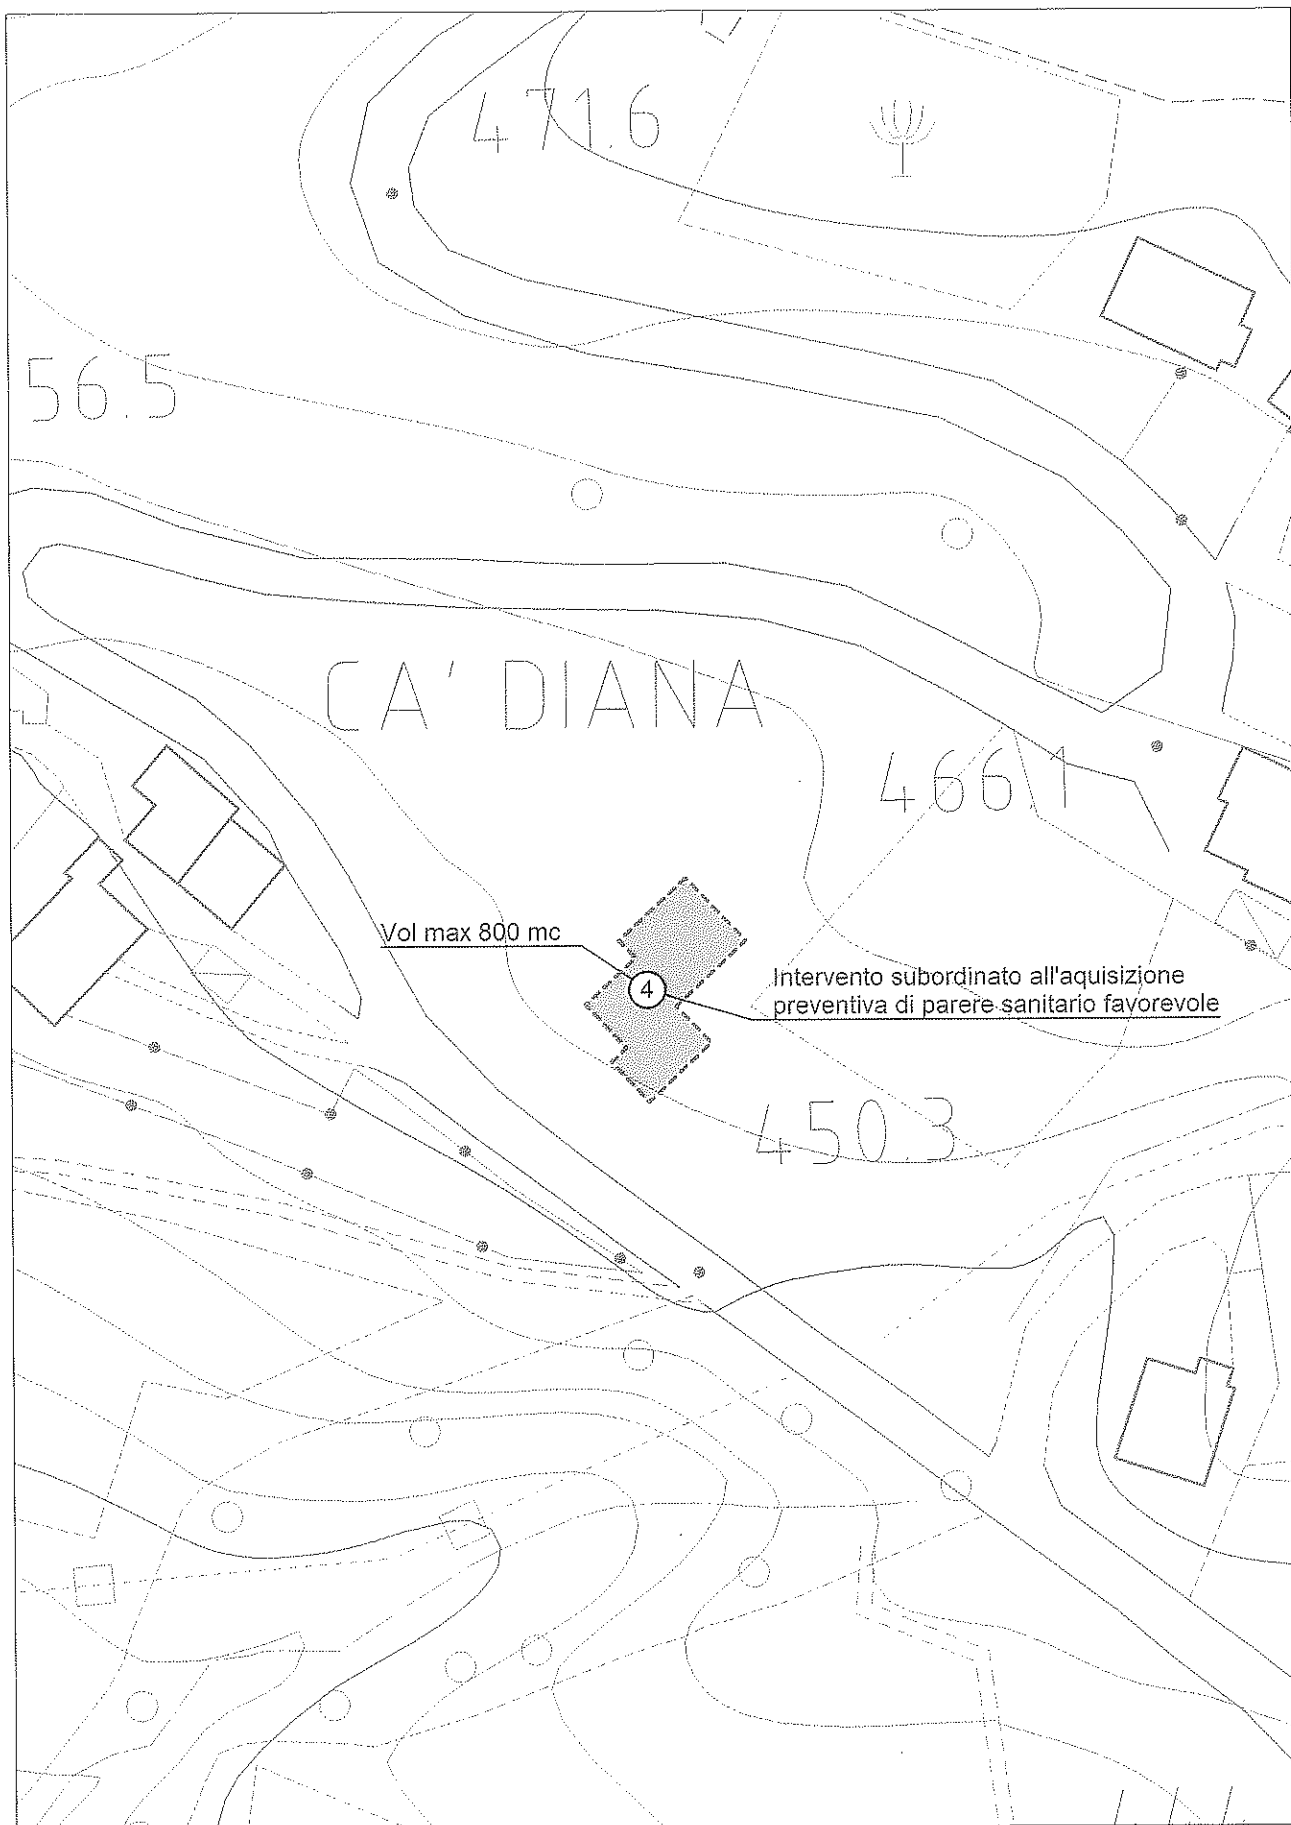 471.6
56.5
CA' DIANA
466.1
Vol max 800 mc
4
Intervento subordinato all'aquisizione
preventiva di parere sanitario favorevole
450.3